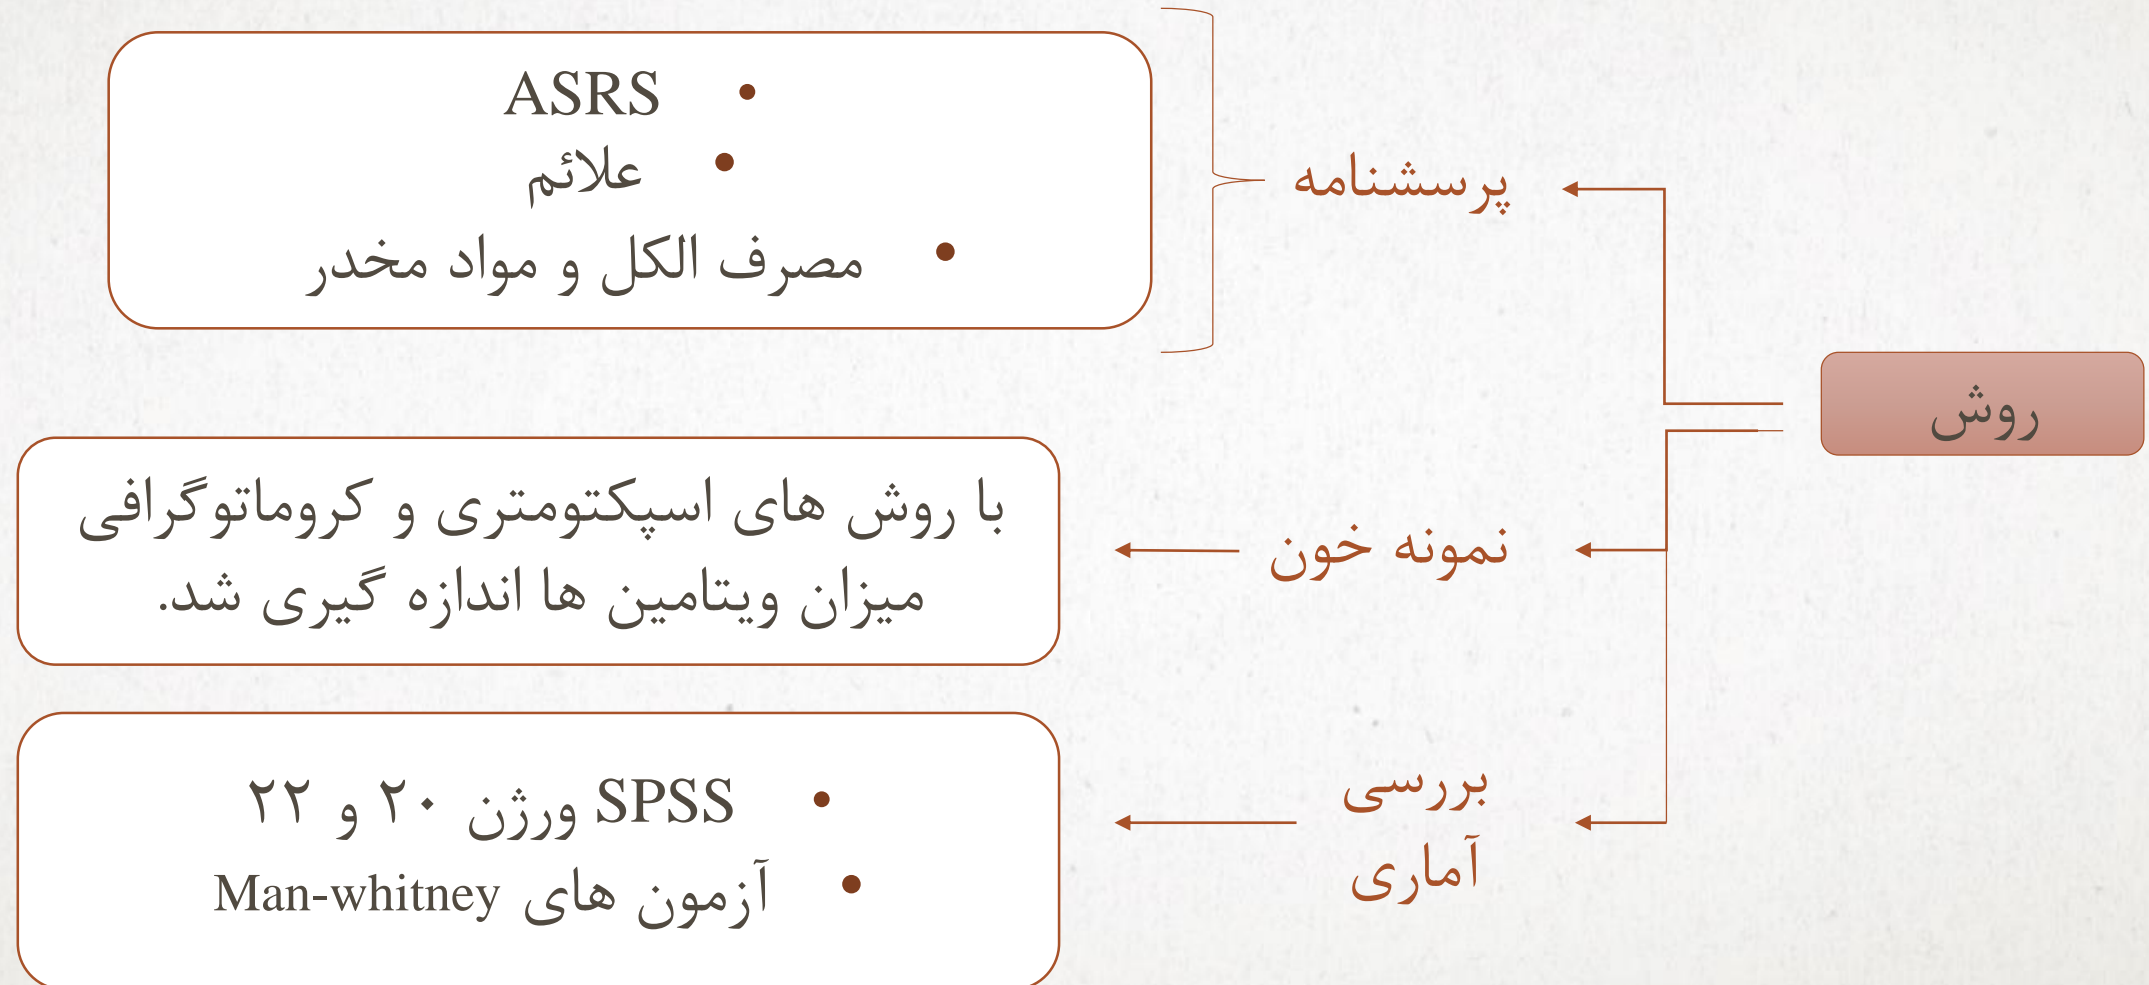 روش
پرسشنامه
ASRS
علائم
مصرف الکل و مواد مخدر
نمونه خون
با روش های اسپکتومتری و کروماتوگرافی
میزان ویتامین ها اندازه گیری شد.
بررسی
آماری
SPSS ورژن ۲۰ و ۲۲
آزمون های Man-whitney